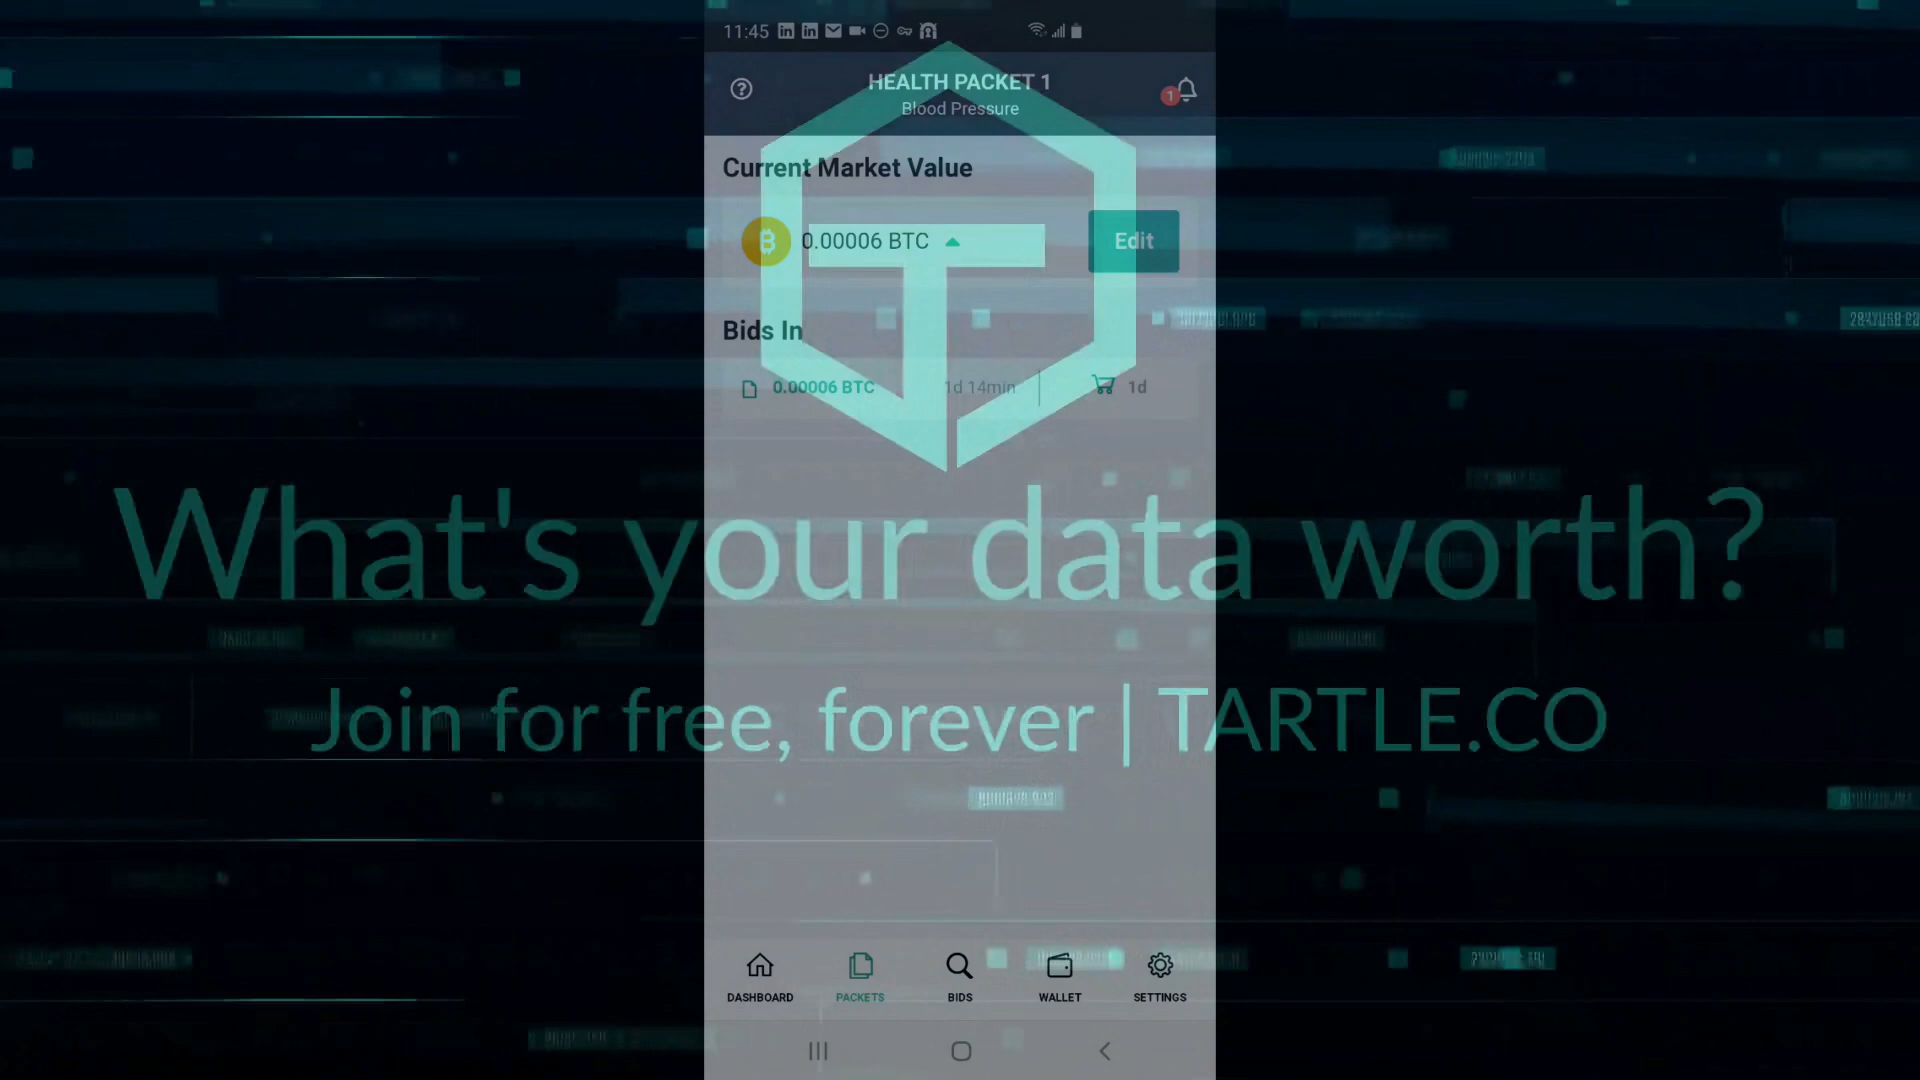 11:45
HEALTH PACKET 1
1
Blood Pressure
Current Market Value
0.00006 BTC
Edit
Bids In
0.00006 BTC 1d 14min 1d
What's your data worth?
Join for free, forever | TARTLE.CO
DASHBOARD PACKETS BIDS WALLET SETTINGS